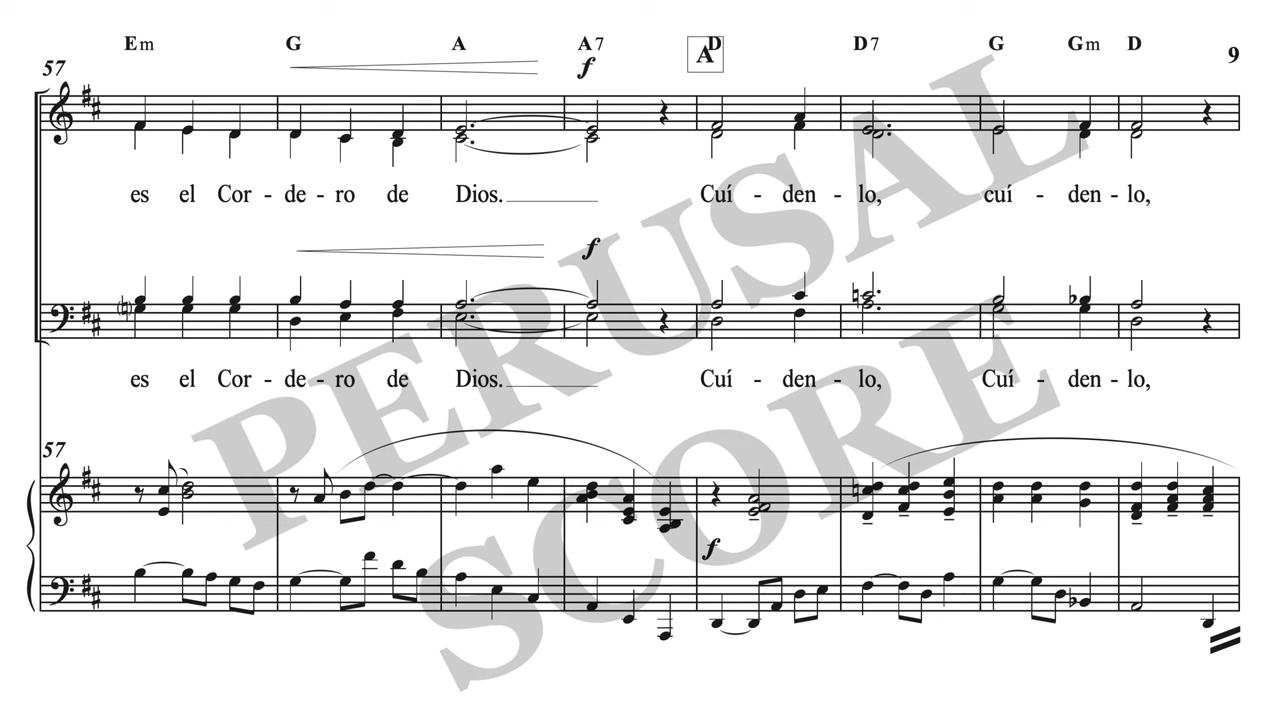 Em G A A7 D D7 G Gm D 9
57 f A
es el Cor - de - ro de Dios. Cuí - den - lo, cuí - den - lo,
f
es el Cor - de - ro de Dios. Cuí - den - lo, Cuí - den - lo,
57
f
PERUSAL
SCORE